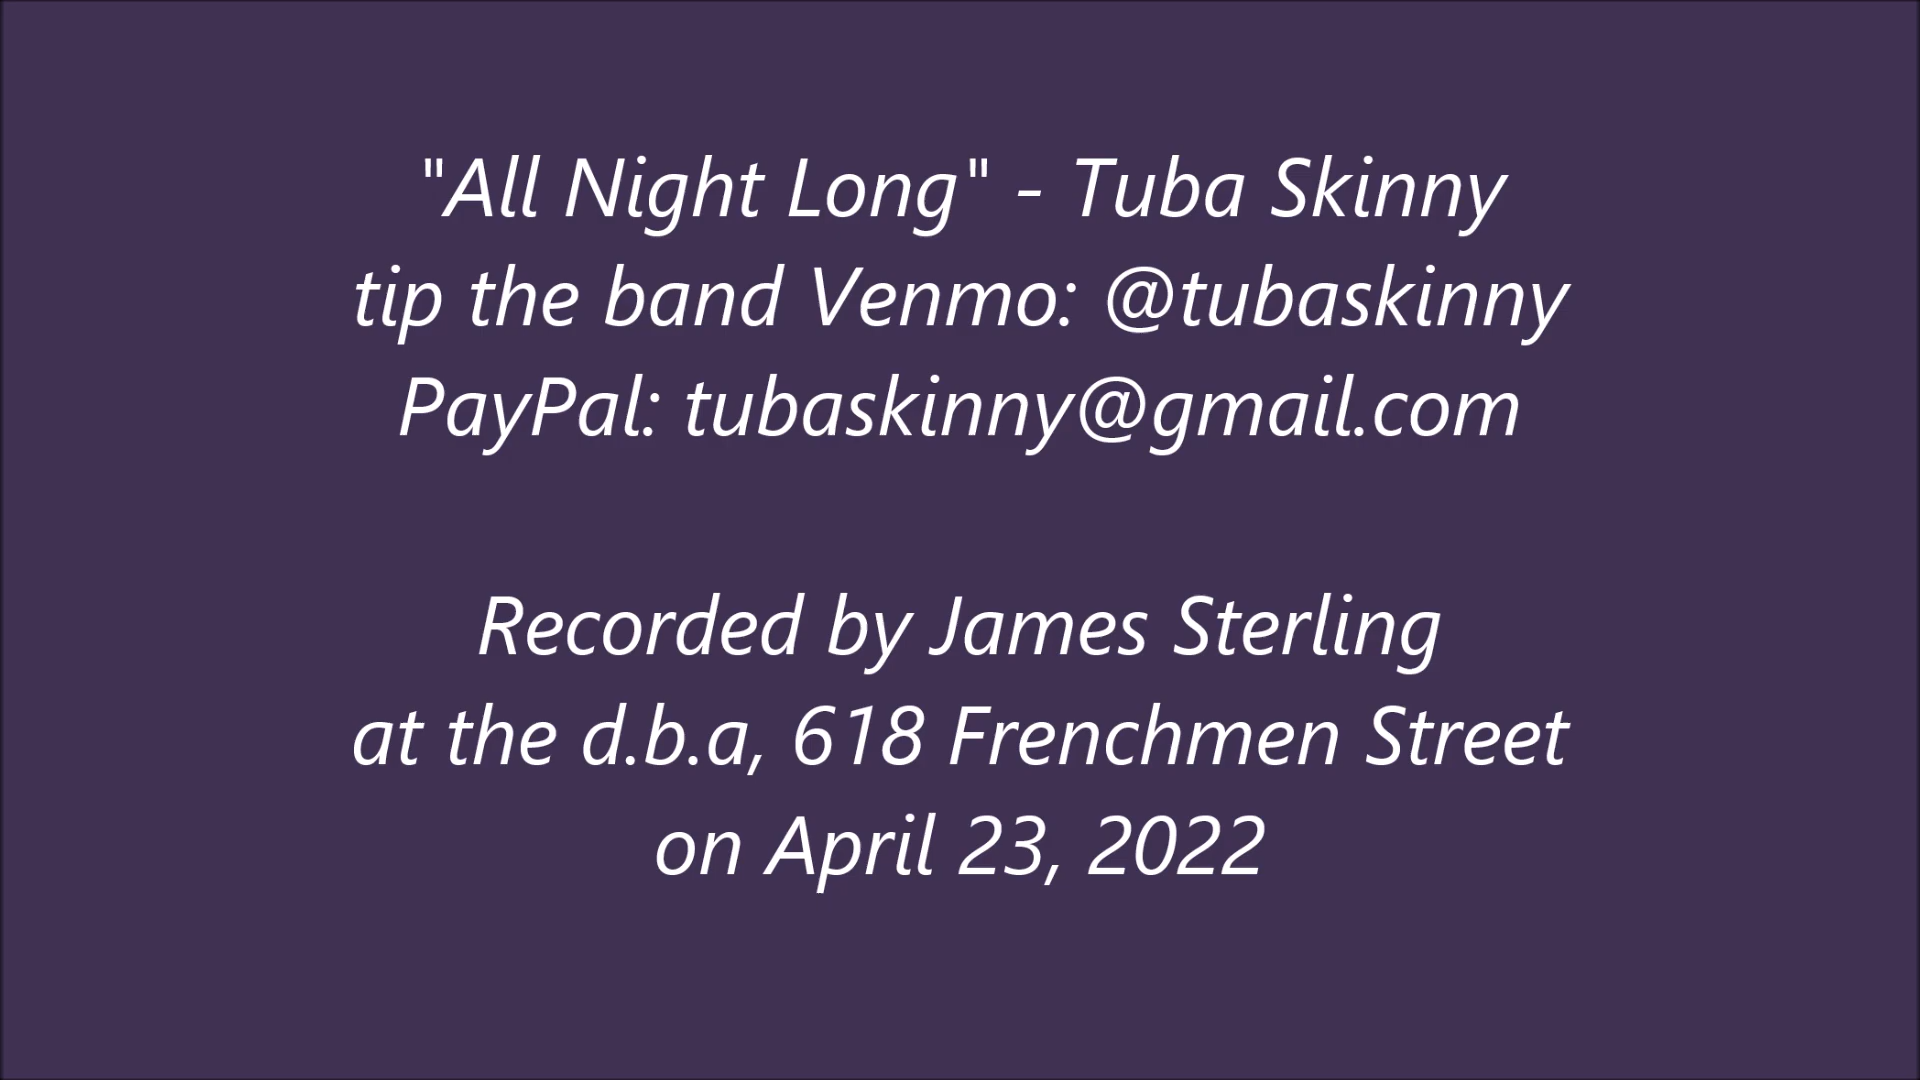 "All Night Long" - Tuba Skinny
tip the band Venmo: @tubaskinny
PayPal: tubaskinny@gmail.com
Recorded by James Sterling
at the d.b.a, 618 Frenchmen Street
on April 23, 2022